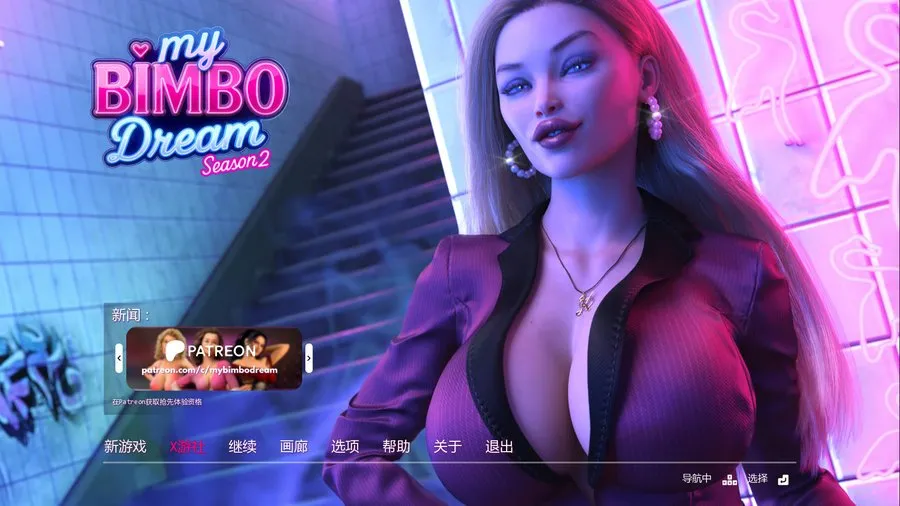 my
BIMBO
Dream
Season 2
新闻：
PATREON
patreon.com/c/mybimbodream
在Patreon获取抢先体验资格
新游戏 X游社 继续 画廊 选项 帮助 关于 退出
导航中 选择